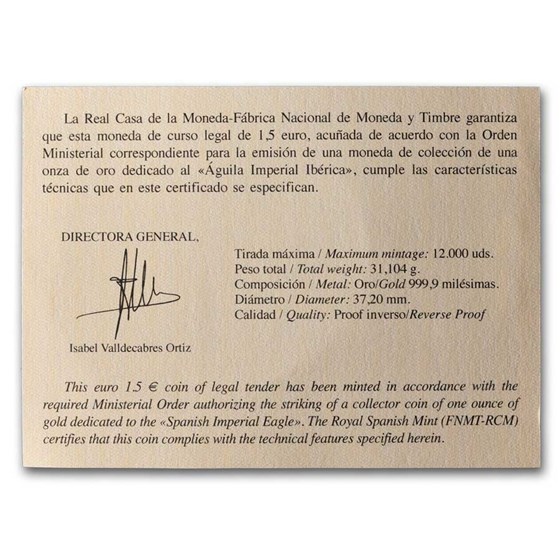 La Real Casa de la Moneda-Fábrica Nacional de Moneda y Timbre garantiza
que esta moneda de curso legal de 1,5 euro, acuñada de acuerdo con la Orden
Ministerial correspondiente para la emisión de una moneda de colección de una
onza de oro dedicado al «Águila Imperial Ibérica», cumple las características
técnicas que en este certificado se especifican.
DIRECTORA GENERAL,
Isabel Valldecabres Ortiz
Tirada máxima / Maximum mintage: 12.000 uds.
Peso total / Total weight: 31,104 g.
Composición / Metal: Oro/Gold 999,9 milésimas.
Diámetro / Diameter: 37,20 mm.
Calidad / Quality: Proof inverso/Reverse Proof
This euro 1.5 € coin of legal tender has been minted in accordance with the
required Ministerial Order authorizing the striking of a collector coin of one ounce of
gold dedicated to the «Spanish Imperial Eagle». The Royal Spanish Mint (FNMT-RCM)
certifies that this coin complies with the technical features specified herein.